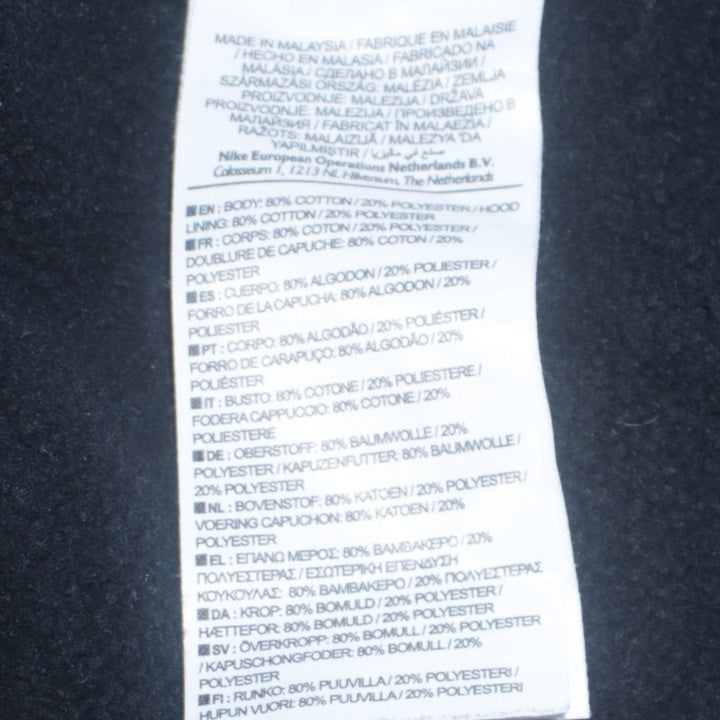 MADE IN MALAYSIA / FABRIQUE EN MALAISIE
/ HECHO EN MALASIA / FABRICADO NA
MALÁSIA / СДЕЛАНО В МАЛАЙЗИИ /
SZÁRMAZÁSI ORSZÁG: MALÉZIA / ZEMLJA
PROIZVODNJE: MALEZIJA / DRŽAVA
PROIZVODNJE: MALEZIJA / ПРОИЗВЕДЕНО В
МАЛАЙЗИЯ / FABRICAT ÎN MALAEZIA /
RAŽOTS: MALAIZIJĀ / MALEZYA 'DA
YAPILMIŞTIR / صنع في ماليزيا
Nike European Operations Netherlands B.V.
Colosseum 1, 1213 NL Hilversum, The Netherlands
EN : BODY: 80% COTTON / 20% POLYESTER / HOOD
LINING: 80% COTTON / 20% POLYESTER
FR : CORPS: 80% COTON / 20% POLYESTER /
DOUBLURE DE CAPUCHE: 80% COTON / 20%
POLYESTER
ES : CUERPO: 80% ALGODON / 20% POLIESTER /
FORRO DE LA CAPUCHA: 80% ALGODON / 20%
POLIESTER
PT : CORPO: 80% ALGODÃO / 20% POLIÉSTER /
FORRO DE CARAPUÇO: 80% ALGODÃO / 20%
POLIÉSTER
IT : BUSTO: 80% COTONE / 20% POLIESTERE /
FODERA CAPPUCCIO: 80% COTONE / 20%
POLIESTERE
DE : OBERSTOFF: 80% BAUMWOLLE / 20%
POLYESTER / KAPUZENFUTTER: 80% BAUMWOLLE /
20% POLYESTER
NL : BOVENSTOF: 80% KATOEN / 20% POLYESTER /
VOERING CAPUCHON: 80% KATOEN / 20%
POLYESTER
EL : ΕΠΑΝΩ ΜΕΡΟΣ: 80% ΒΑΜΒΑΚΕΡΟ / 20%
ΠΟΛΥΕΣΤΕΡΑΣ / ΕΣΩΤΕΡΙΚΗ ΕΠΕΝΔΥΣΗ
ΚΟΥΚΟΥΛΑΣ: 80% ΒΑΜΒΑΚΕΡΟ / 20% ΠΟΛΥΕΣΤΕΡΑΣ
DA : KROP: 80% BOMULD / 20% POLYESTER /
HÆTTEFOR: 80% BOMULD / 20% POLYESTER
SV : ÖVERKROPP: 80% BOMULL / 20% POLYESTER
/ KAPUSCHONGFODER: 80% BOMULL / 20%
POLYESTER
FI : RUNKO: 80% PUUVILLA / 20% POLYESTERI /
HUPUN VUORI: 80% PUUVILLA / 20% POLYESTERI